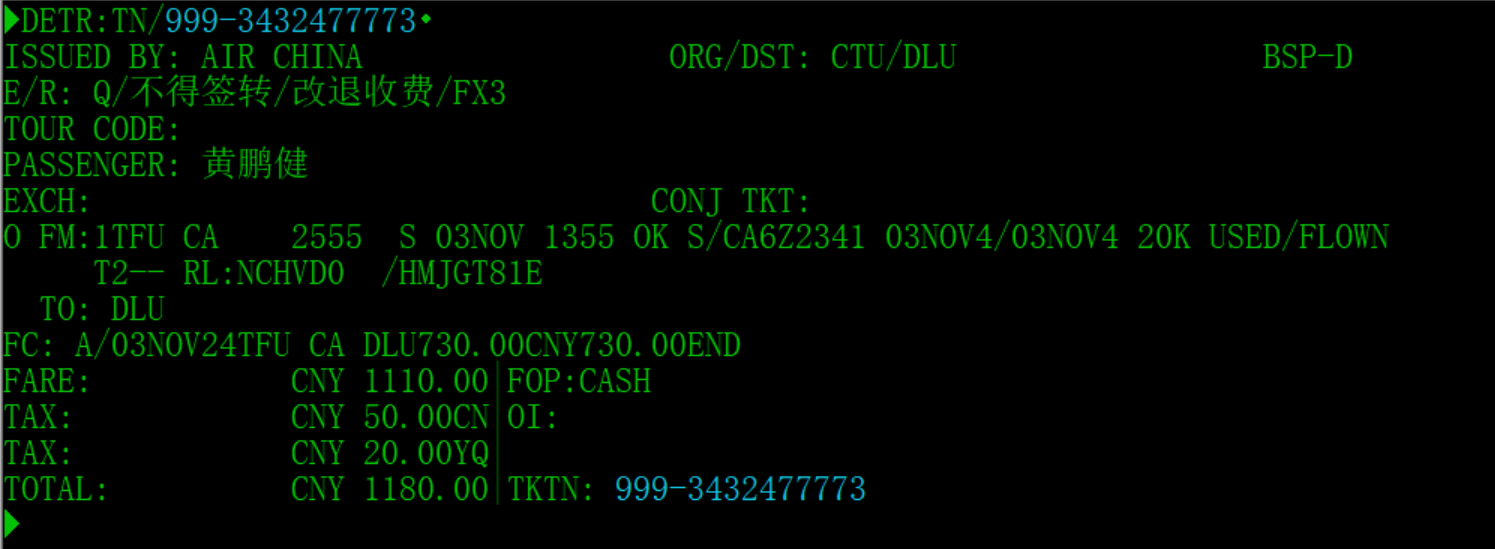 ▶DETR:TN/999-3432477773•
ISSUED BY: AIR CHINA ORG/DST: CTU/DLU BSP-D
E/R: Q/不得签转/改退收费/FX3
TOUR CODE:
PASSENGER: 黄鹏健
EXCH: CONJ TKT:
O FM:1TFU CA 2555 S 03NOV 1355 OK S/CA6Z2341 03NOV4/03NOV4 20K USED/FLOWN
T2-- RL:NCHVD0 /HMJGT81E
TO: DLU
FC: A/03NOV24TFU CA DLU730.00CNY730.00END
FARE: CNY 1110.00|FOP:CASH
TAX: CNY 50.00CN|OI:
TAX: CNY 20.00YQ|
TOTAL: CNY 1180.00|TKTN: 999-3432477773
▶